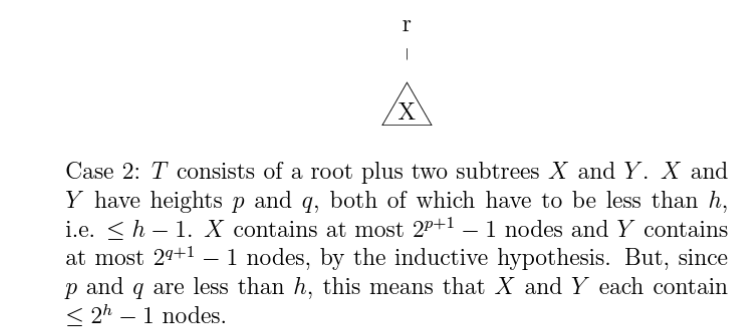 r
X
Case 2: T consists of a root plus two subtrees X and Y. X and
Y have heights p and q, both of which have to be less than h,
i.e. ≤ h − 1. X contains at most 2^{p+1} − 1 nodes and Y contains
at most 2^{q+1} − 1 nodes, by the inductive hypothesis. But, since
p and q are less than h, this means that X and Y each contain
≤ 2^h − 1 nodes.